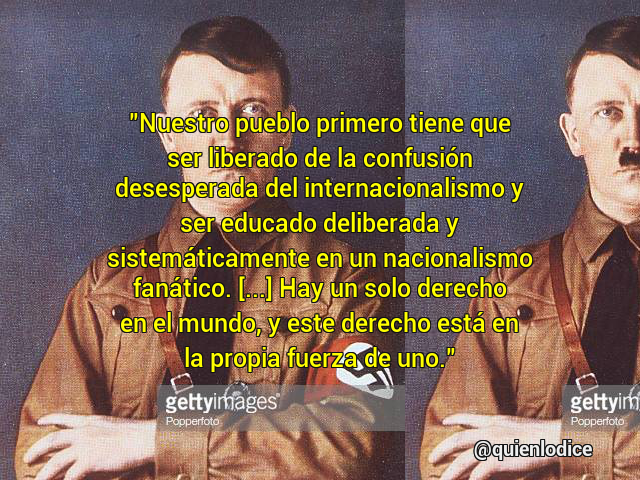 "Nuestro pueblo primero tiene que
ser liberado de la confusión
desesperada del internacionalismo y
ser educado deliberada y
sistemáticamente en un nacionalismo
fanático. [...] Hay un solo derecho
en el mundo, y este derecho está en
la propia fuerza de uno."
gettyimages®
Popperfoto
gettyim
Popperfoto
@quienlodice